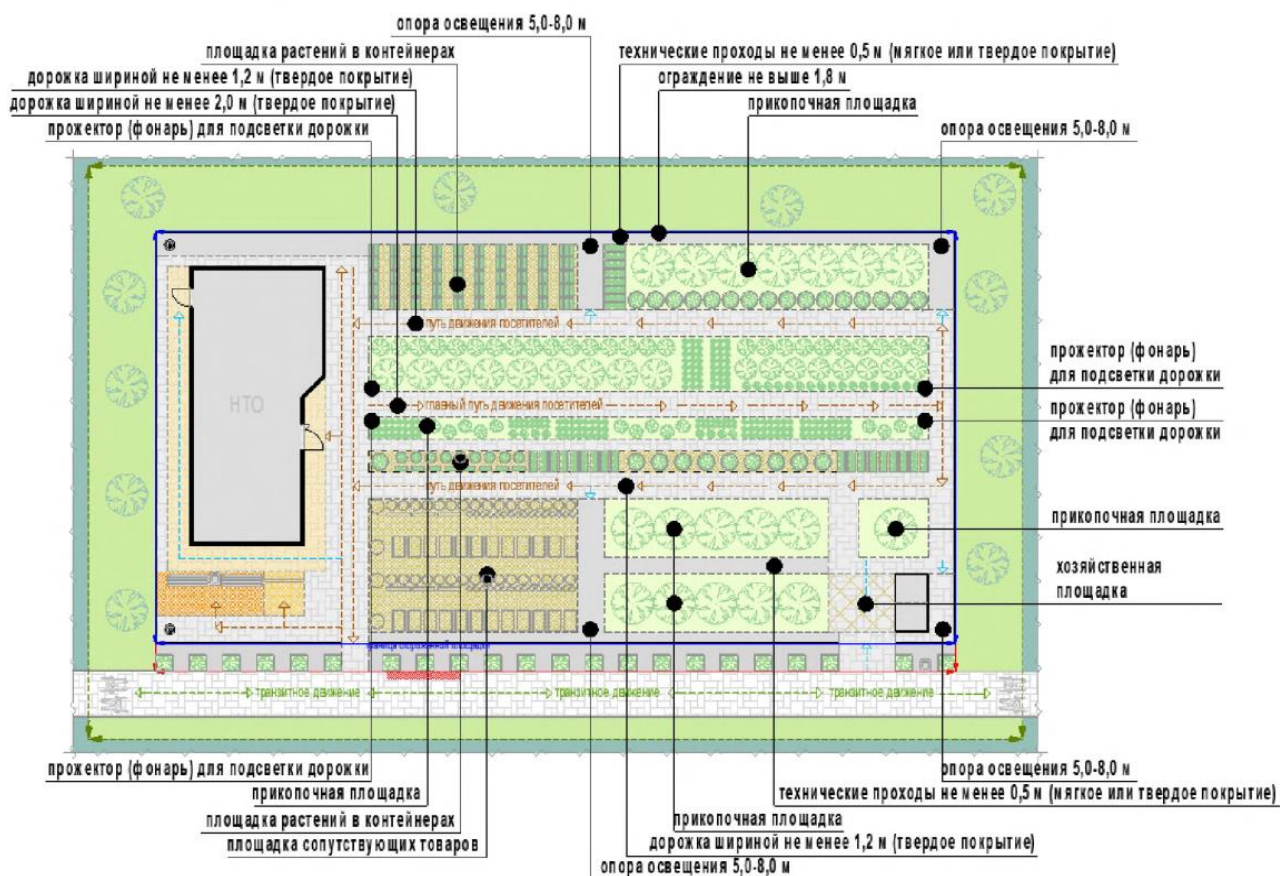 опора освещения 5,0-8,0 м
площадка растений в контейнерах
технические проходы не менее 0,5 м (мягкое или твердое покрытие)
дорожка шириной не менее 1,2 м (твердое покрытие)
ограждение не выше 1,8 м
дорожка шириной не менее 2,0 м (твердое покрытие)
прикопочная площадка
прожектор (фонарь) для подсветки дорожки
опора освещения 5,0-8,0 м
путь движения посетителей
прожектор (фонарь)
для подсветки дорожки
НТО
главный путь движения посетителей
прожектор (фонарь)
для подсветки дорожки
путь движения посетителей
прикопочная площадка
хозяйственная
площадка
граница огороженной площадки
транзитное движение
транзитное движение
транзитное движение
прожектор (фонарь) для подсветки дорожки
опора освещения 5,0-8,0 м
прикопочная площадка
технические проходы не менее 0,5 м (мягкое или твердое покрытие)
площадка растений в контейнерах
прикопочная площадка
площадка сопутствующих товаров
дорожка шириной не менее 1,2 м (твердое покрытие)
опора освещения 5,0-8,0 м